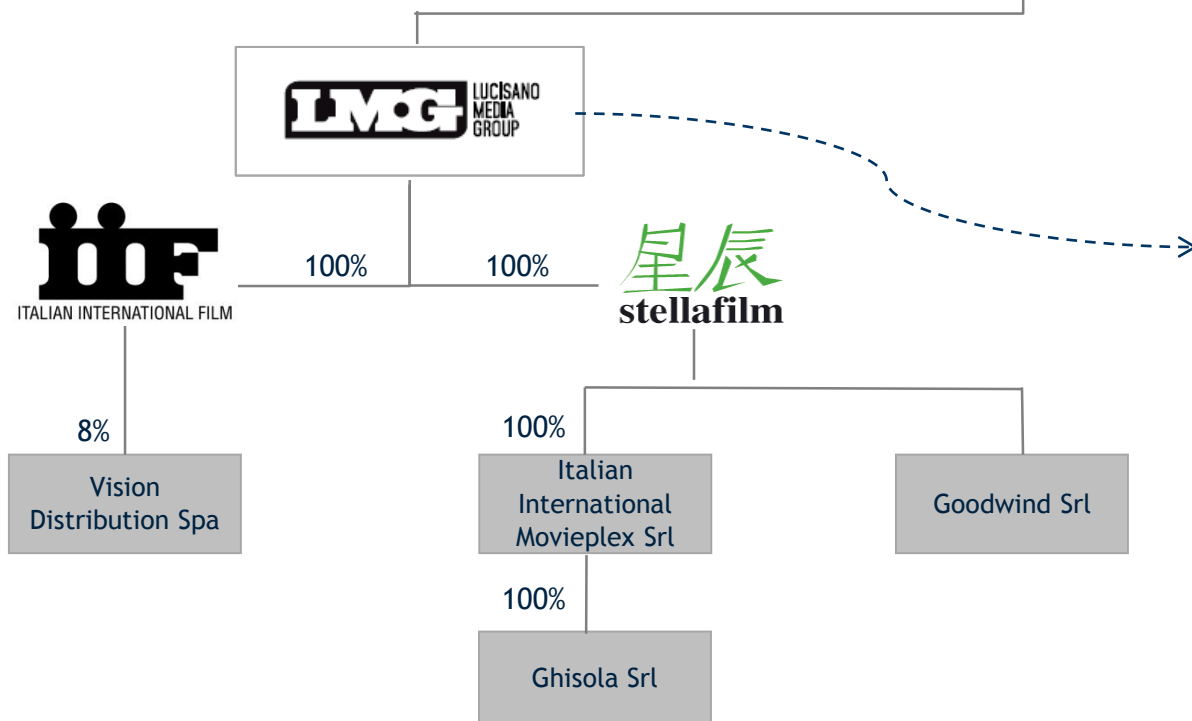 LMG
LUCISANO
MEDIA
GROUP
iiF
ITALIAN INTERNATIONAL FILM
100%
100%
星辰
stellafilm
8%
Vision
Distribution Spa
100%
Italian
International
Movieplex Srl
Goodwind Srl
100%
Ghisola Srl